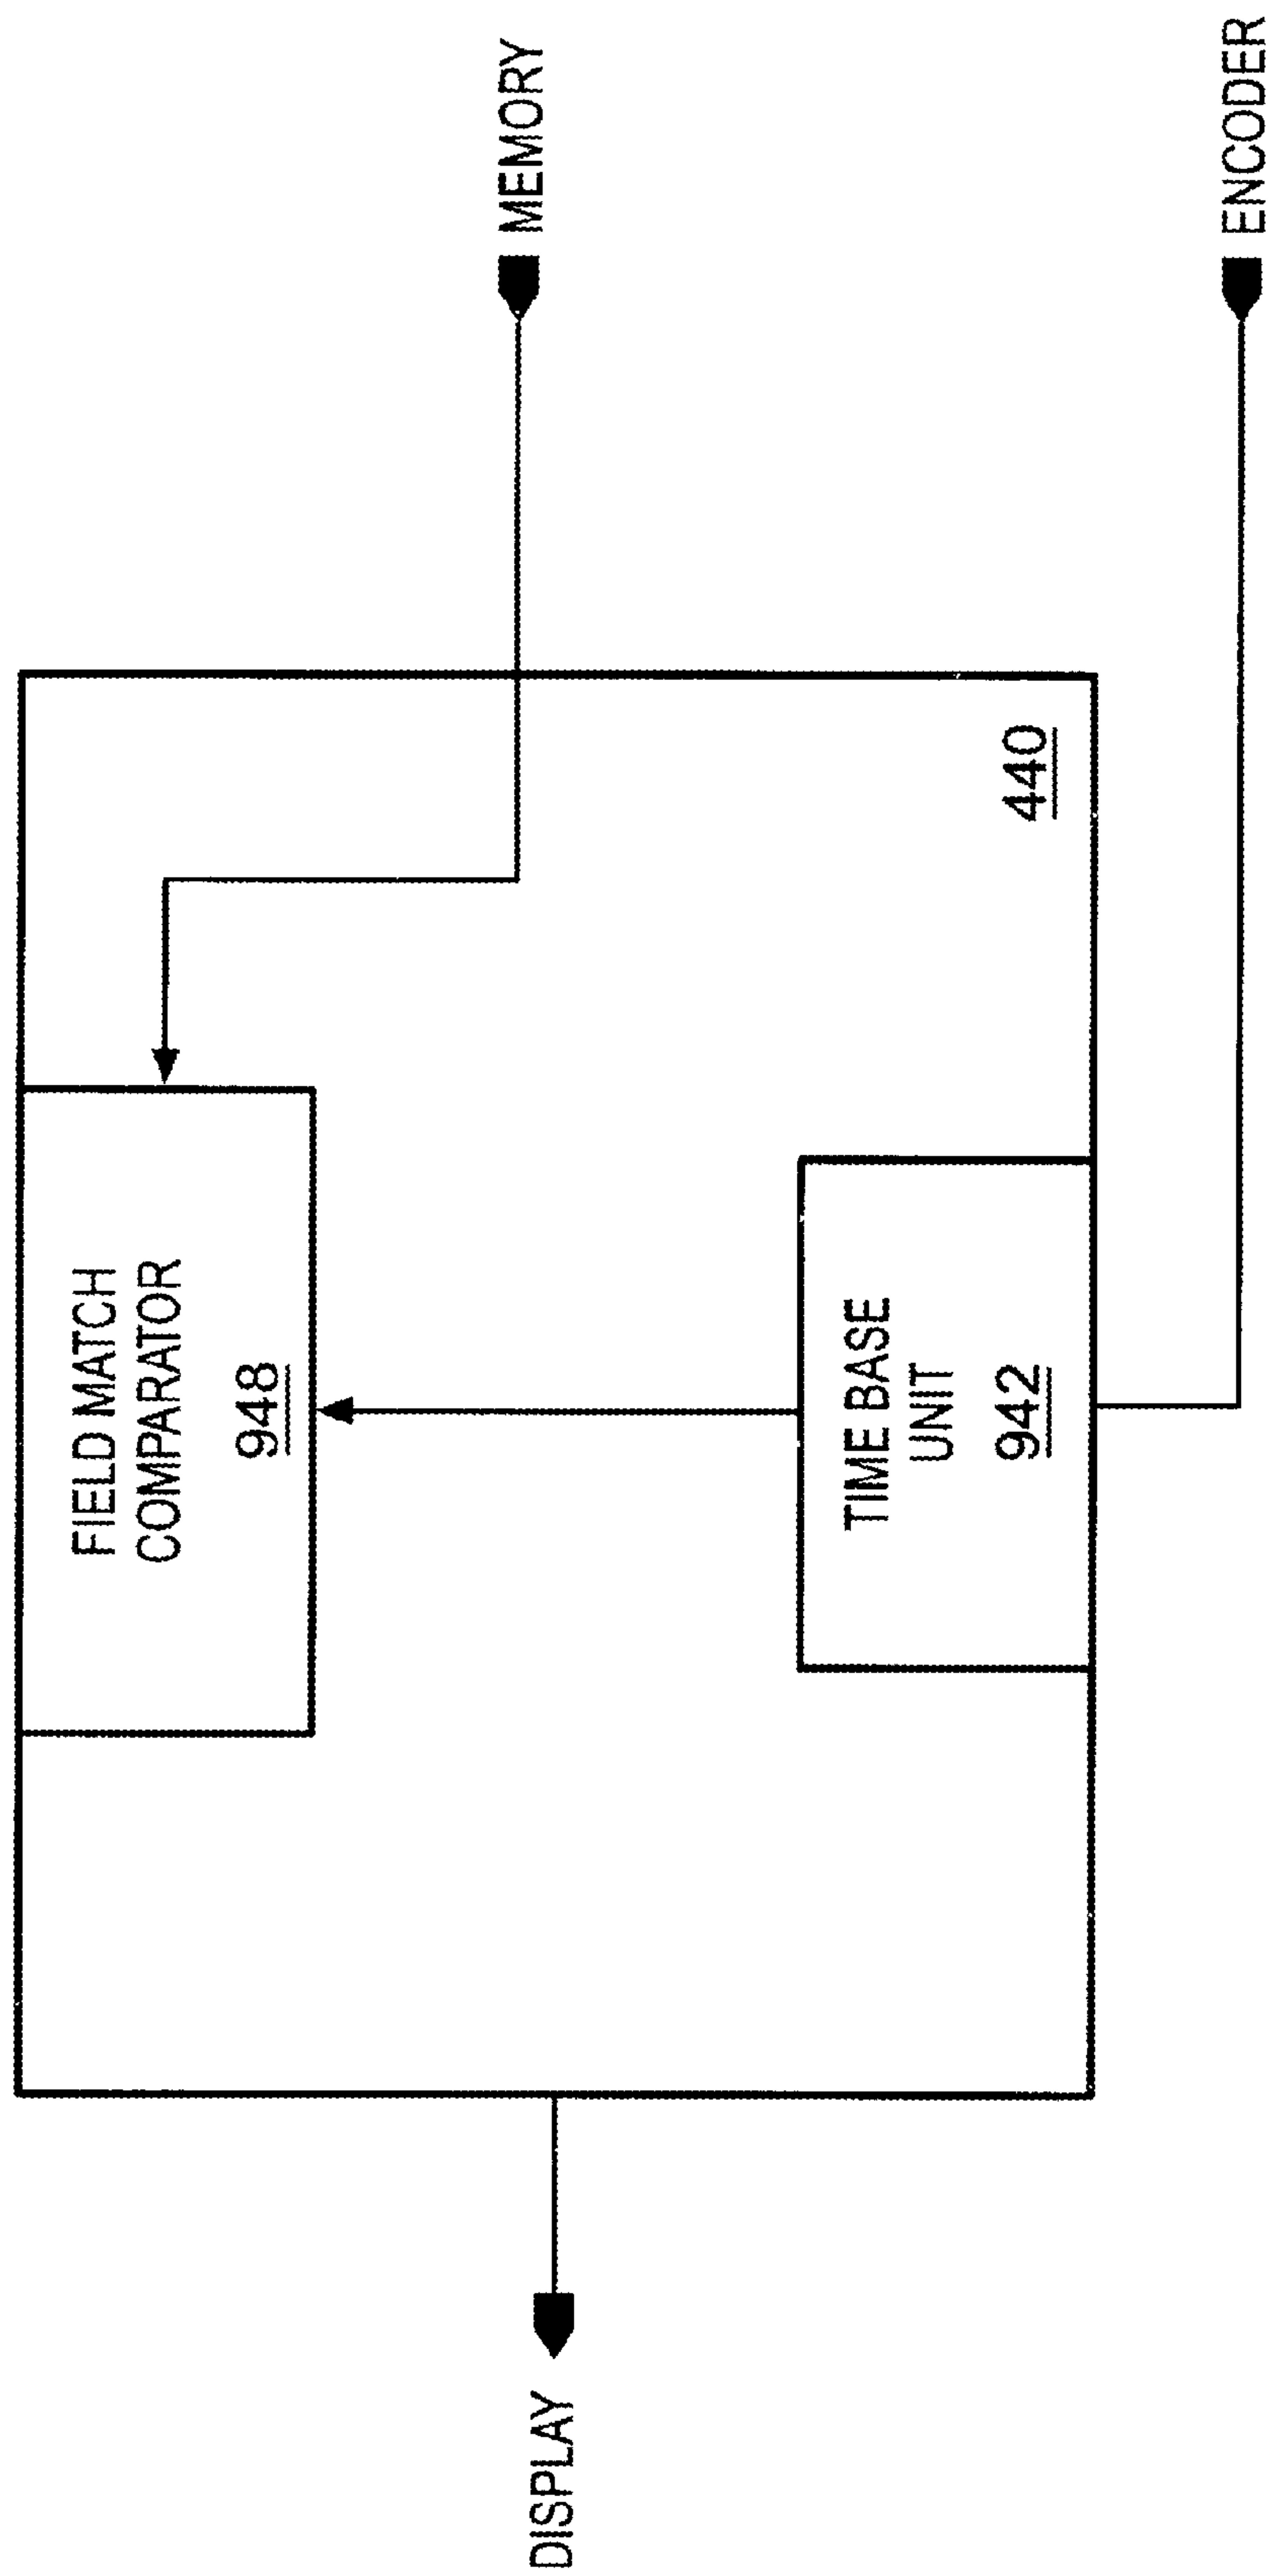 FIELD MATCH
COMPARATOR
948
TIME BASE
UNIT
942
440
DISPLAY
MEMORY
ENCODER